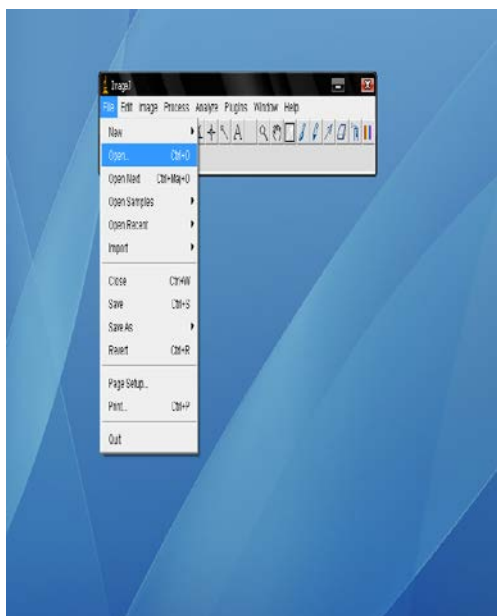 ImageJ
File Edit Image Process Analyze Plugins Window Help
New
Open... Ctrl+O
Open Next Ctrl+Maj+O
Open Samples
Open Recent
Import
Close Ctrl+W
Save Ctrl+S
Save As
Revert Ctrl+R
Page Setup...
Print... Ctrl+P
Quit